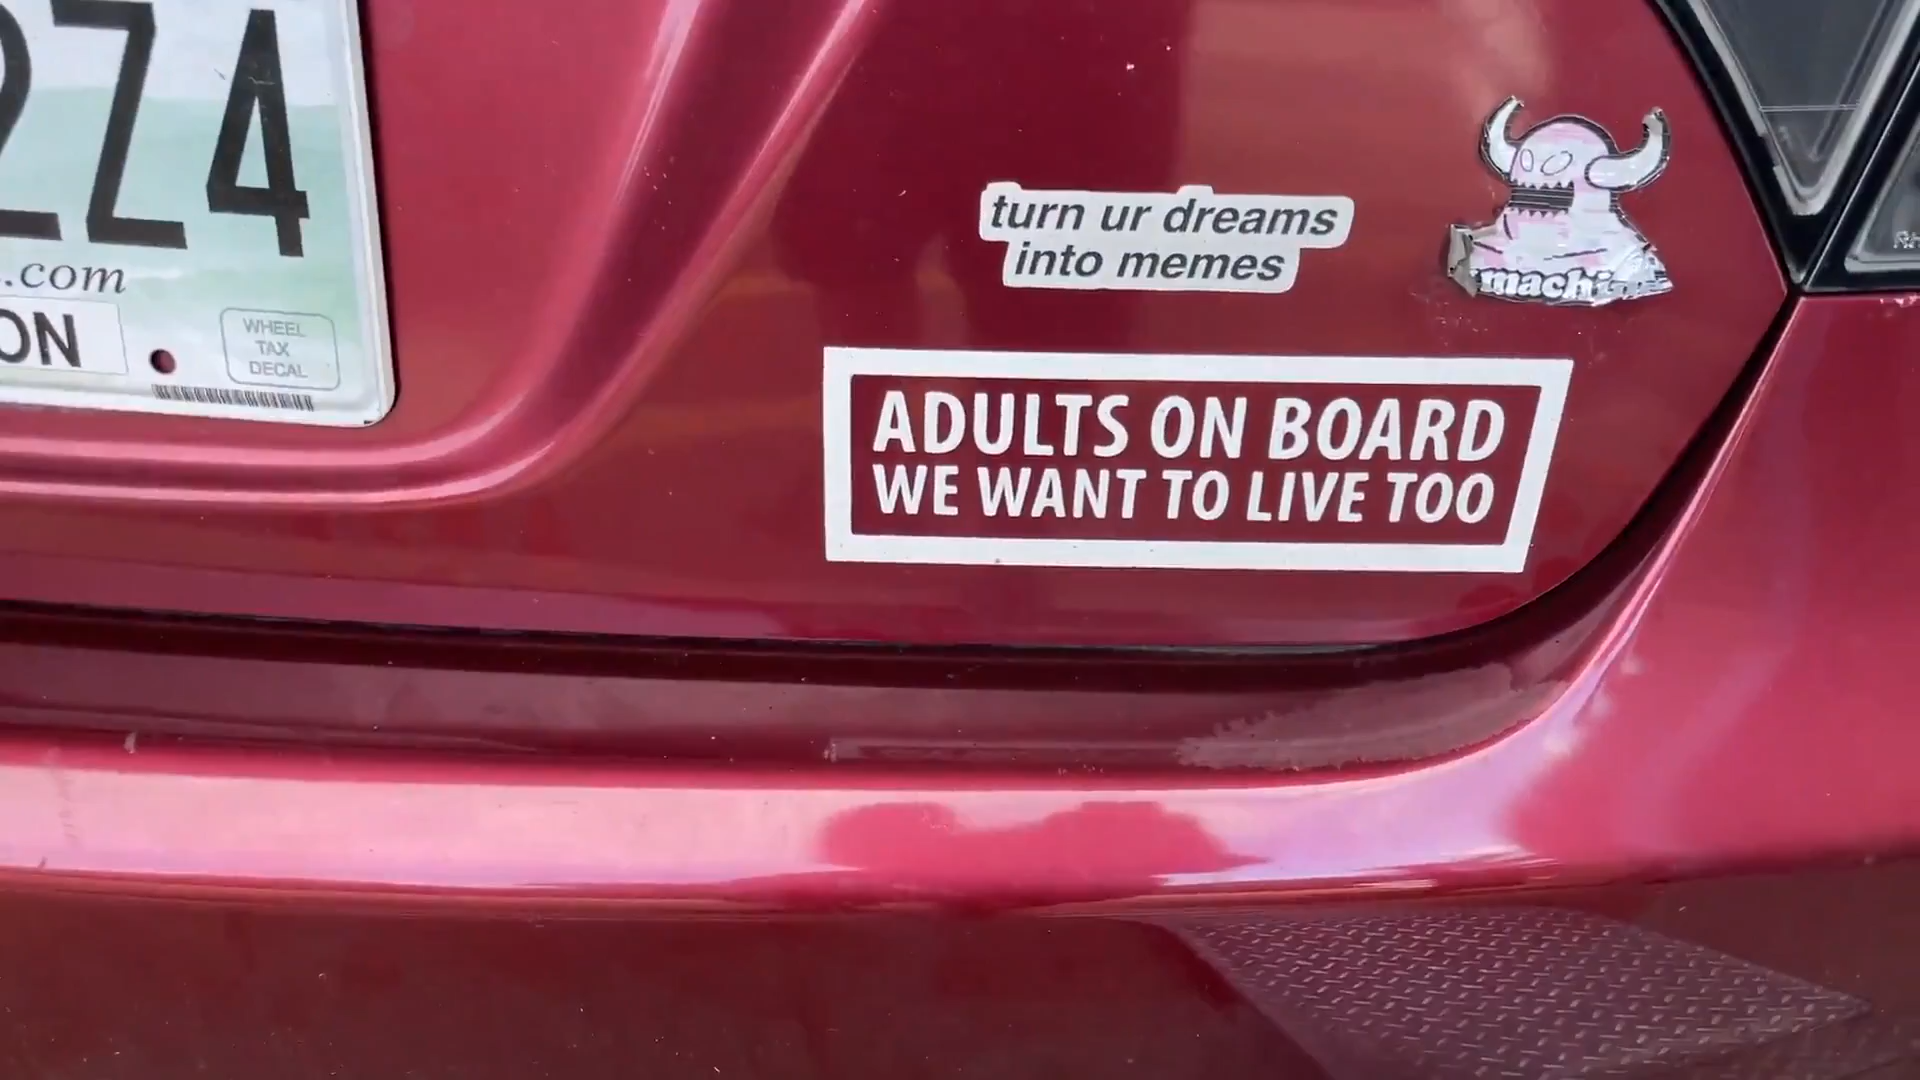 2Z4
.com
ON
WHEEL
TAX
DECAL
turn ur dreams
into memes
machi
ADULTS ON BOARD
WE WANT TO LIVE TOO